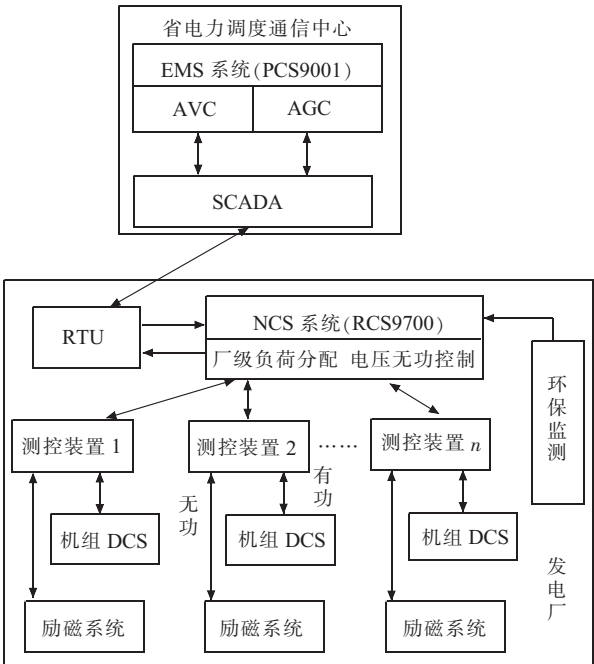 省电力调度通信中心
EMS 系统(PCS9001)
AVC
AGC
SCADA
RTU
NCS 系统(RCS9700)
厂级负荷分配 电压无功控制
环保监测
测控装置 1
测控装置 2
……
测控装置 n
无功
有功
机组 DCS
机组 DCS
机组 DCS
发电厂
励磁系统
励磁系统
励磁系统